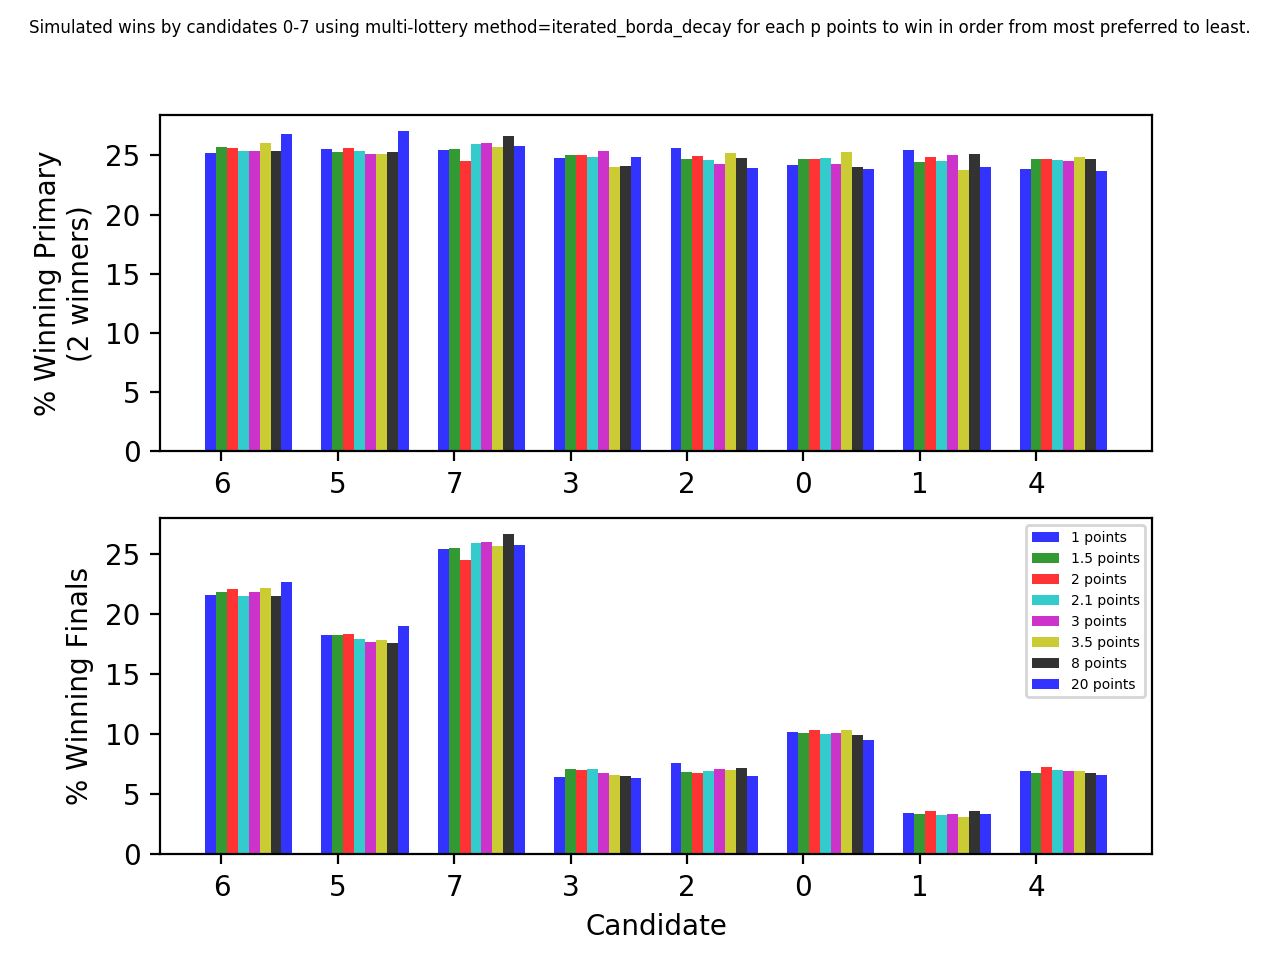 Simulated wins by candidates 0-7 using multi-lottery method=iterated_borda_decay for each p points to win in order from most preferred to least.
% Winning Primary
(2 winners)
25
20
15
10
5
0
6 5 7 3 2 0 1 4
% Winning Finals
25
20
15
10
5
0
1 points
1.5 points
2 points
2.1 points
3 points
3.5 points
8 points
20 points
6 5 7 3 2 0 1 4
Candidate